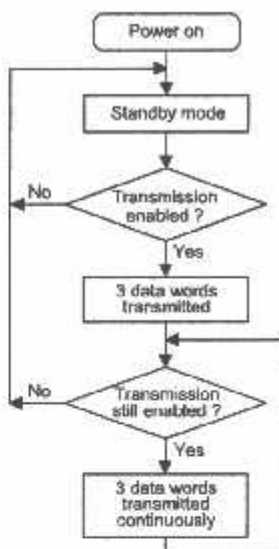 Power on
Standby mode
No
Transmission
enabled ?
Yes
3 data words
transmitted
No
Transmission
still enabled ?
Yes
3 data words
transmitted
continuously